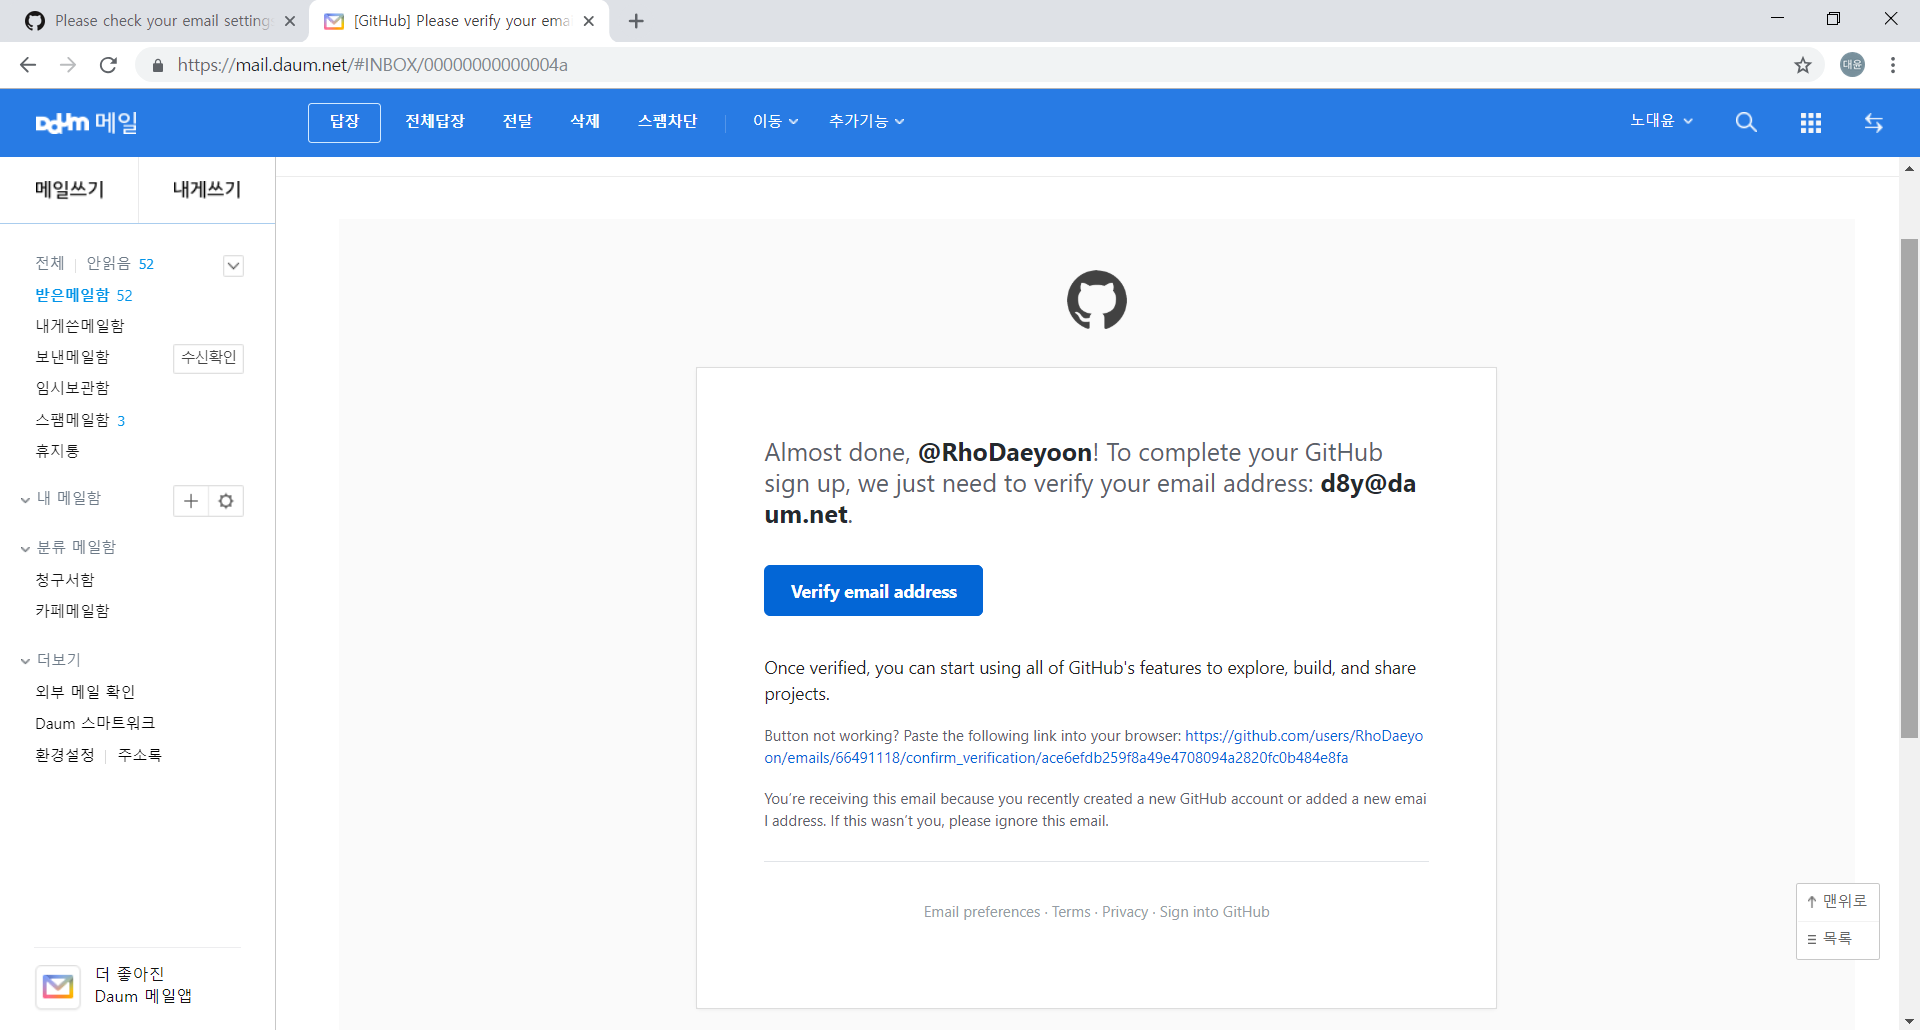 Please check your email setting
[GitHub] Please verify your ema
https://mail.daum.net/#INBOX/00000000000004a
대윤
Daum 메일
답장
전체답장
전달
삭제
스팸차단
이동
추가기능
노대윤
메일쓰기
내게쓰기
전체
안읽음 52
받은메일함 52
내게쓴메일함
보낸메일함
수신확인
임시보관함
스팸메일함 3
휴지통
내 메일함
분류 메일함
청구서함
카페메일함
더보기
외부 메일 확인
Daum 스마트워크
환경설정
주소록
더 좋아진
Daum 메일앱
Almost done, @RhoDaeyoon! To complete your GitHub
sign up, we just need to verify your email address: d8y@da
um.net.
Verify email address
Once verified, you can start using all of GitHub's features to explore, build, and share
projects.
Button not working? Paste the following link into your browser: https://github.com/users/RhoDaeyo
on/emails/66491118/confirm_verification/ace6efdb259f8a49e4708094a2820fc0b484e8fa
You’re receiving this email because you recently created a new GitHub account or added a new emai
l address. If this wasn’t you, please ignore this email.
Email preferences · Terms · Privacy · Sign into GitHub
맨위로
목록